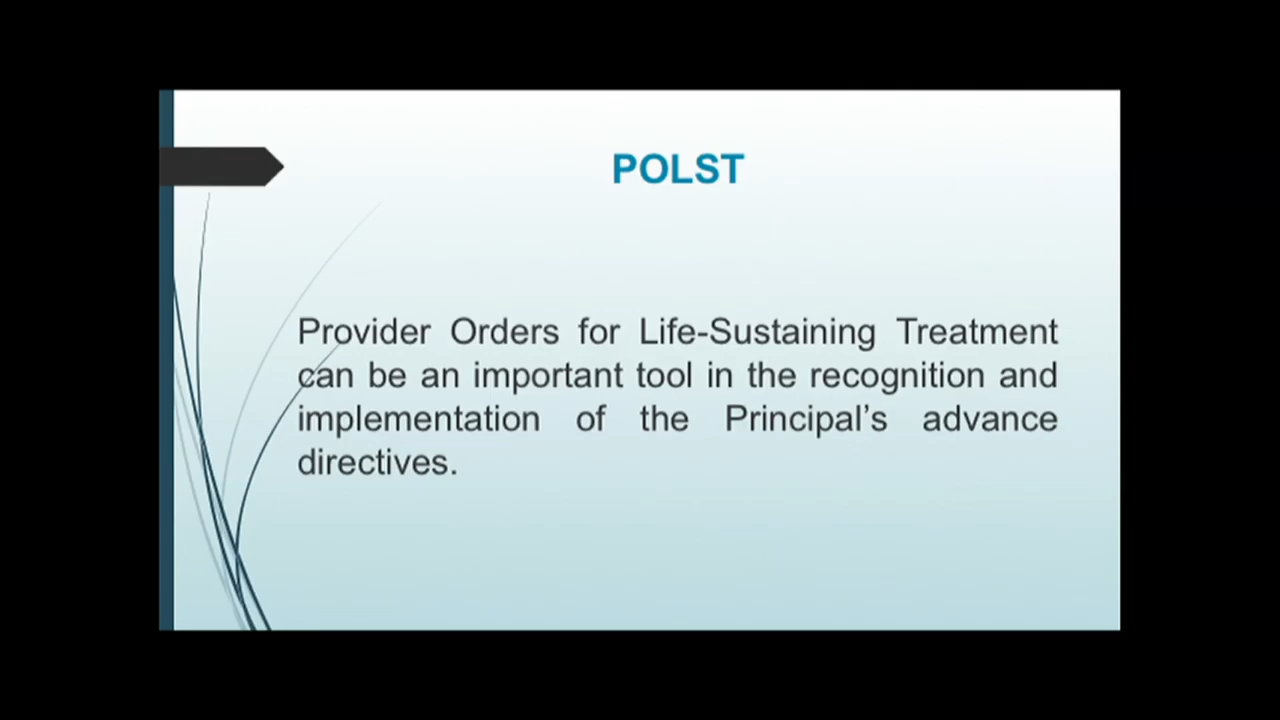 POLST
Provider Orders for Life-Sustaining Treatment
can be an important tool in the recognition and
implementation of the Principal’s advance
directives.